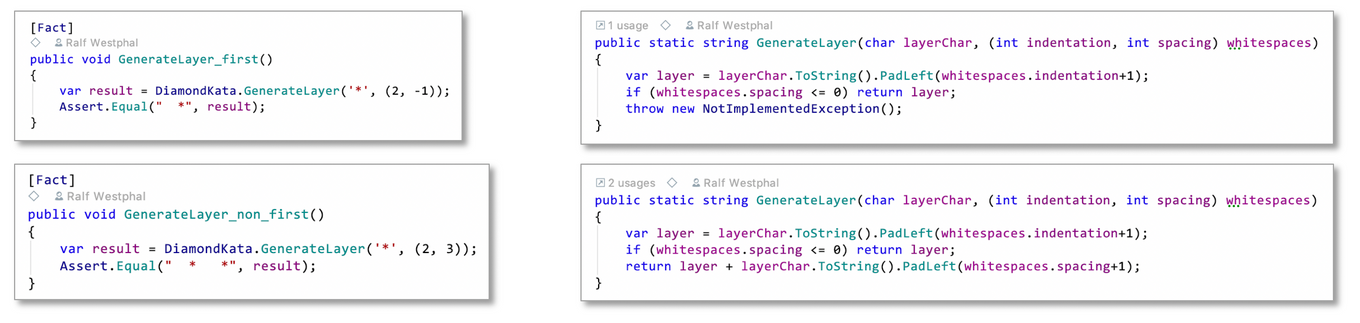 [Fact]
Ralf Westphal
public void GenerateLayer_first()
{
    var result = DiamondKata.GenerateLayer('*', (2, -1));
    Assert.Equal("  *", result);
}
1 usage Ralf Westphal
public static string GenerateLayer(char layerChar, (int indentation, int spacing) whitespaces)
{
    var layer = layerChar.ToString().PadLeft(whitespaces.indentation+1);
    if (whitespaces.spacing <= 0) return layer;
    throw new NotImplementedException();
}
[Fact]
Ralf Westphal
public void GenerateLayer_non_first()
{
    var result = DiamondKata.GenerateLayer('*', (2, 3));
    Assert.Equal("  *   *", result);
}
2 usages Ralf Westphal
public static string GenerateLayer(char layerChar, (int indentation, int spacing) whitespaces)
{
    var layer = layerChar.ToString().PadLeft(whitespaces.indentation+1);
    if (whitespaces.spacing <= 0) return layer;
    return layer + layerChar.ToString().PadLeft(whitespaces.spacing+1);
}